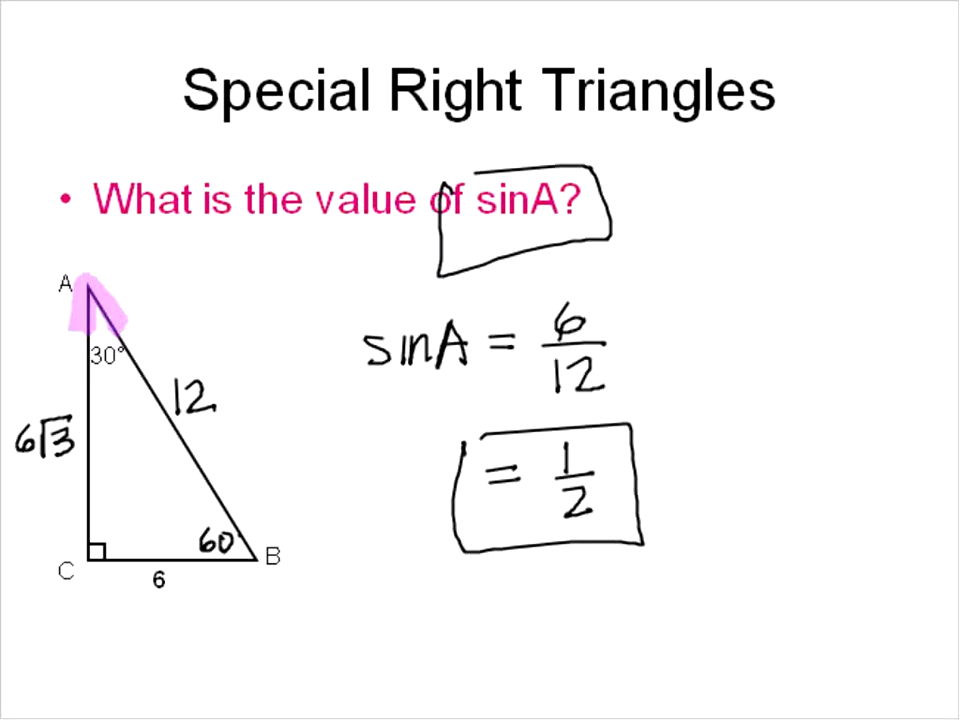 Special Right Triangles
• What is the value of sinA?
A
30°
12
6√3
60°
C
B
6
sinA = 6/12
= 1/2